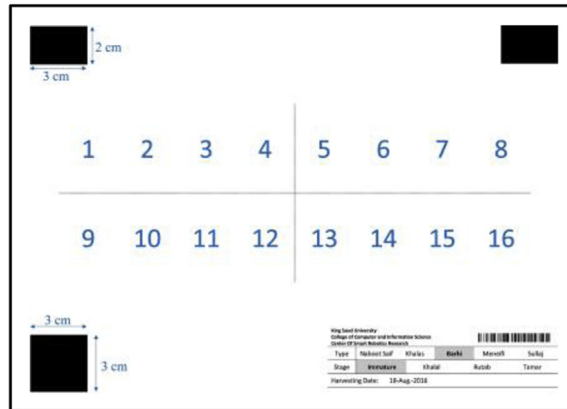 2 cm
3 cm
1 2 3 4 5 6 7 8
9 10 11 12 13 14 15 16
3 cm
3 cm
King Saud University
College of Computer and Information Science
Center Of Smart Robotics Research
Type Naboot Saif Khalas Barhi Meneifi Sullaj
Stage Immature Khalal Rutab Tamar
Harvesting Date: 18-Aug.-2016